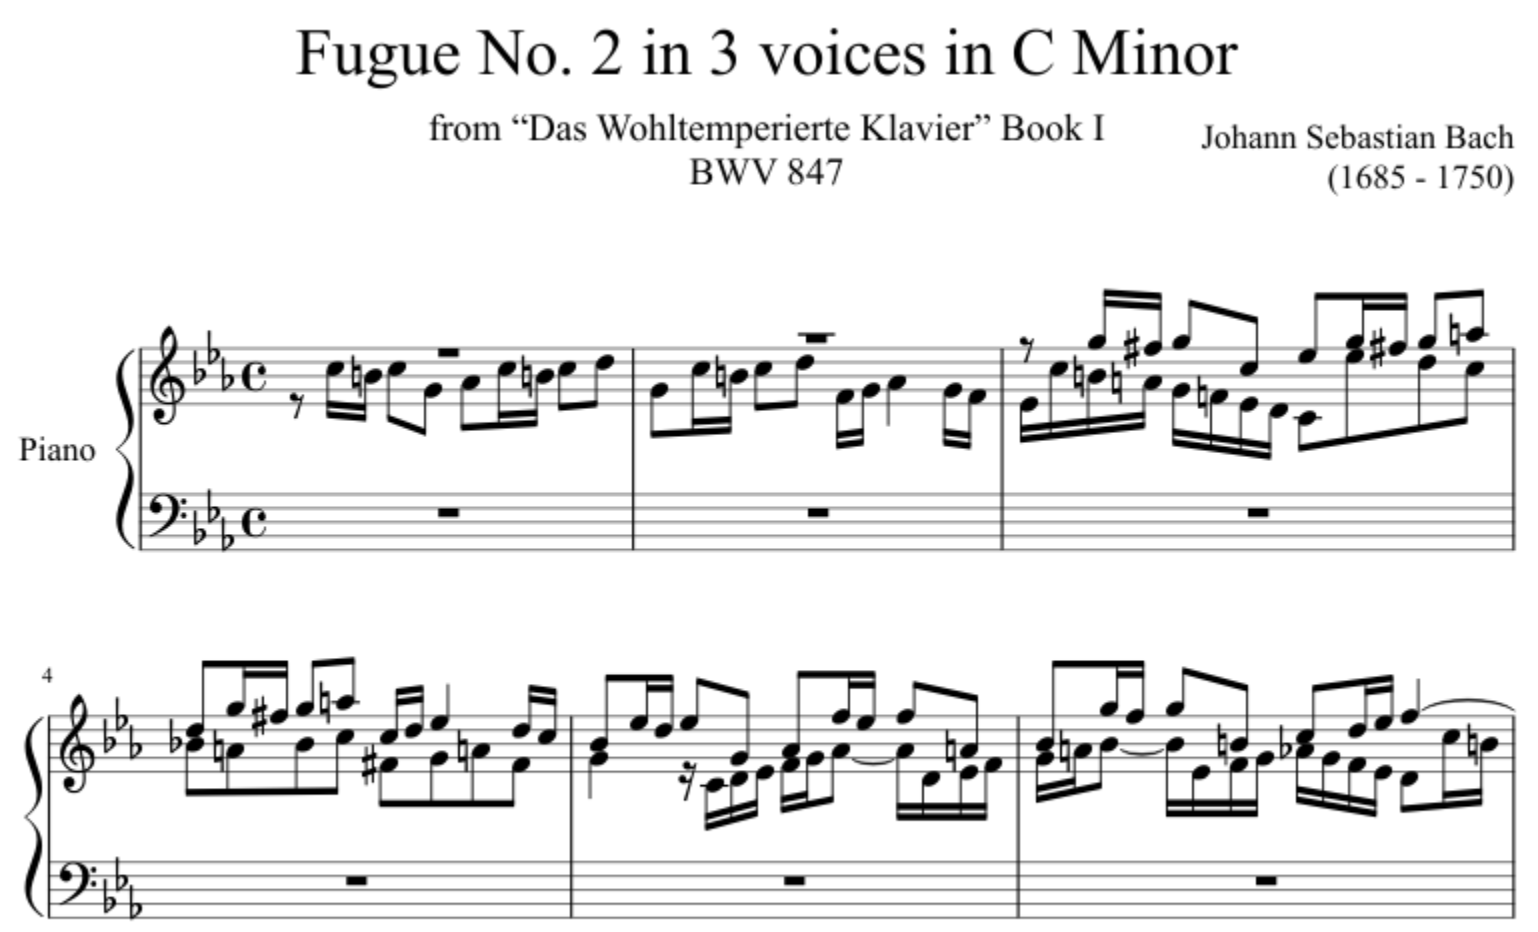 Fugue No. 2 in 3 voices in C Minor
from “Das Wohltemperierte Klavier” Book I
BWV 847
Johann Sebastian Bach
(1685 - 1750)
Piano
4